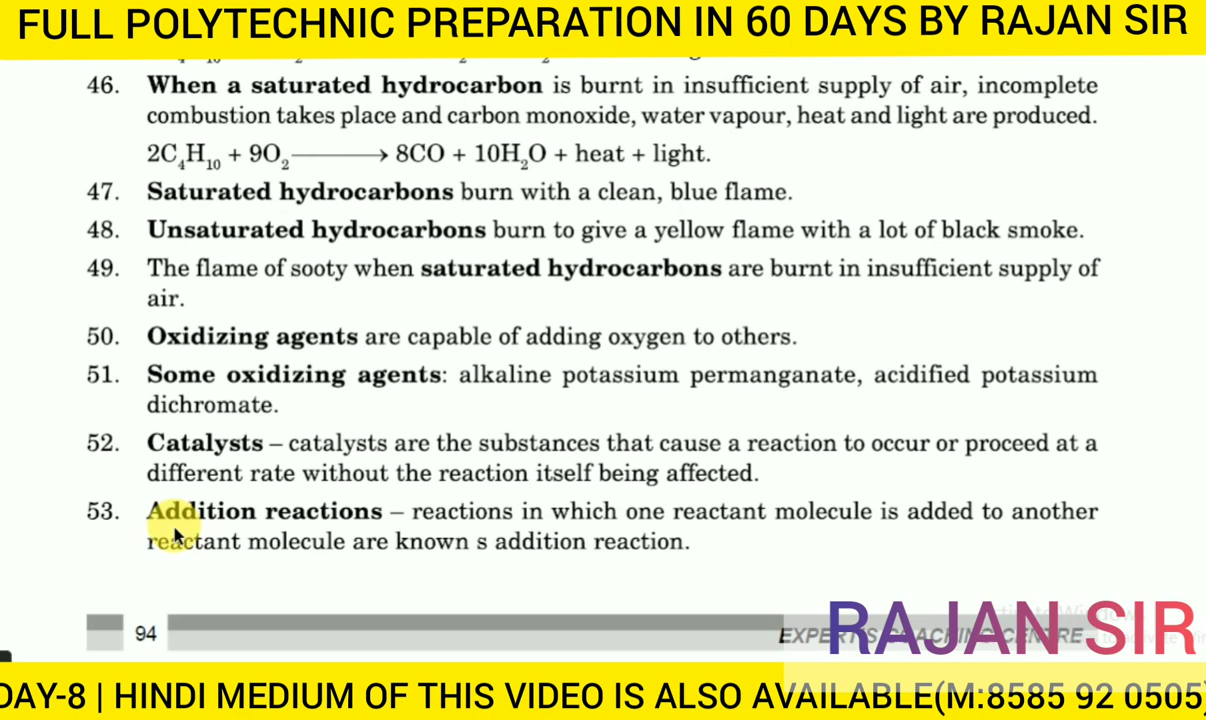 FULL POLYTECHNIC PREPARATION IN 60 DAYS BY RAJAN SIR
46. When a saturated hydrocarbon is burnt in insufficient supply of air, incomplete
combustion takes place and carbon monoxide, water vapour, heat and light are produced.
2C₄H₁₀ + 9O₂ ⟶ 8CO + 10H₂O + heat + light.
47. Saturated hydrocarbons burn with a clean, blue flame.
48. Unsaturated hydrocarbons burn to give a yellow flame with a lot of black smoke.
49. The flame of sooty when saturated hydrocarbons are burnt in insufficient supply of
air.
50. Oxidizing agents are capable of adding oxygen to others.
51. Some oxidizing agents: alkaline potassium permanganate, acidified potassium
dichromate.
52. Catalysts – catalysts are the substances that cause a reaction to occur or proceed at a
different rate without the reaction itself being affected.
53. Addition reactions – reactions in which one reactant molecule is added to another
reactant molecule are known s addition reaction.
94
RAJAN SIR
DAY-8 | HINDI MEDIUM OF THIS VIDEO IS ALSO AVAILABLE(M:8585 92 0505)